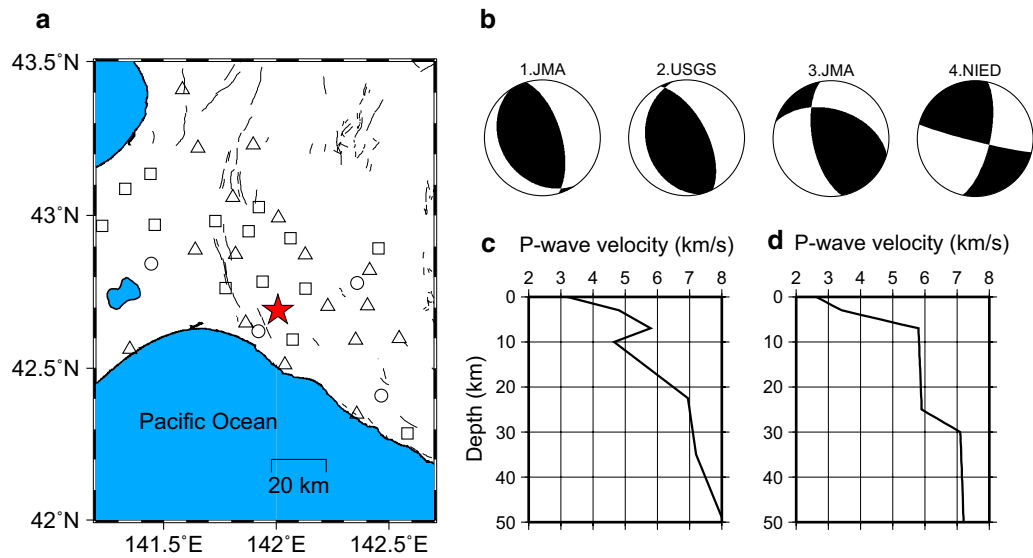 a
43.5˚N
43˚N
42.5˚N
42˚N
141.5˚E
142˚E
142.5˚E
Pacific Ocean
20 km
b
1.JMA
2.USGS
3.JMA
4.NIED
c
P-wave velocity (km/s)
2 3 4 5 6 7 8
0
10
20
30
40
50
Depth (km)
d
P-wave velocity (km/s)
2 3 4 5 6 7 8
0
10
20
30
40
50